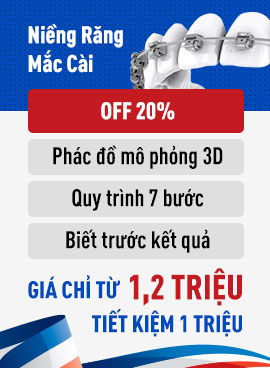 Niềng Răng
Mắc Cài
OFF 20%
Phác đồ mô phỏng 3D
Quy trình 7 bước
Biết trước kết quả
GIÁ CHỈ TỪ 1,2 TRIỆU
TIẾT KIỆM 1 TRIỆU